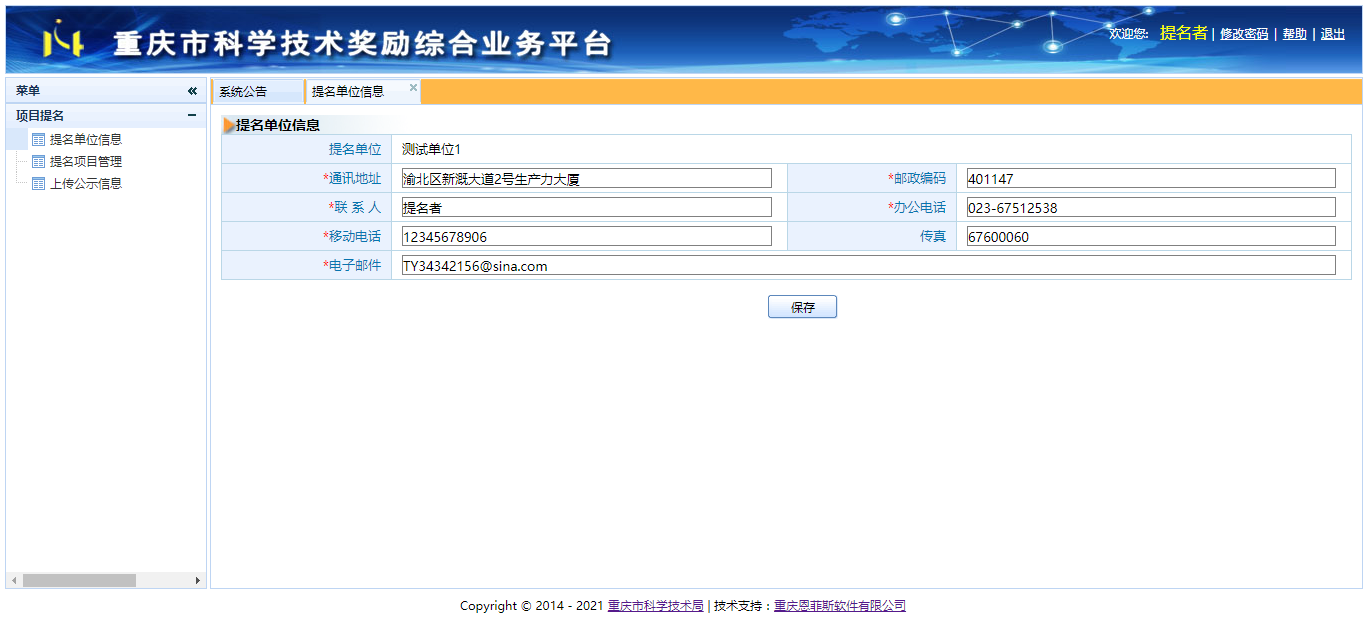 重庆市科学技术奖励综合业务平台
欢迎您: 提名者 | 修改密码 | 帮助 | 退出
菜单
系统公告 提名单位信息
项目提名
提名单位信息
提名项目管理
上传公示信息
提名单位信息
提名单位 测试单位1
*通讯地址 渝北区新溉大道2号生产力大厦 *邮政编码 401147
*联 系 人 提名者 *办公电话 023-67512538
*移动电话 12345678906 传真 67600060
*电子邮件 TY34342156@sina.com
保存
Copyright © 2014 - 2021 重庆市科学技术局 | 技术支持：重庆恩菲斯软件有限公司